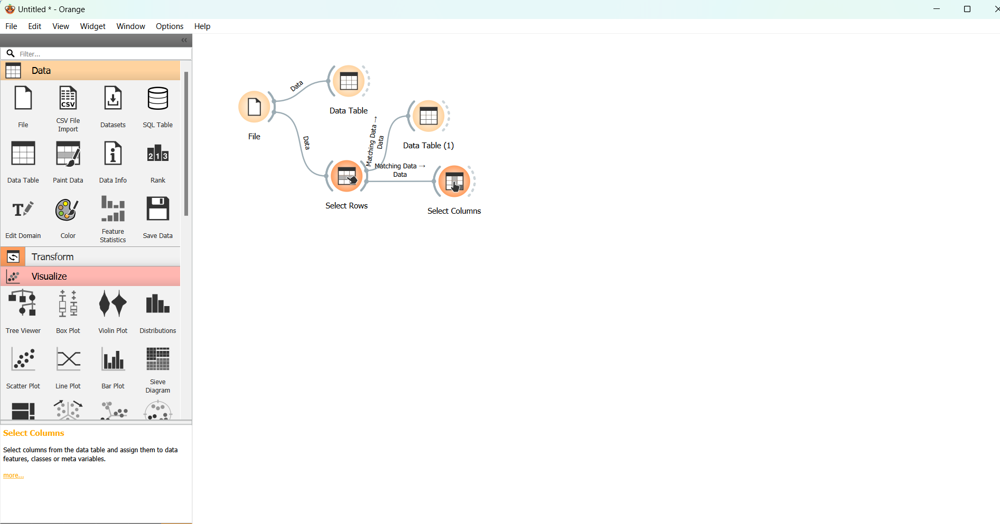 Untitled * - Orange
File Edit View Widget Window Options Help
Filter...
Data
File
CSV
CSV File
Import
Datasets
SQL Table
Data Table
Paint Data
Data Info
213
Rank
T
Edit Domain
Color
Feature
Statistics
Save Data
Transform
Visualize
Tree Viewer
Box Plot
Violin Plot
Distributions
Scatter Plot
Line Plot
Bar Plot
Sieve
Diagram
Select Columns
Select columns from the data table and assign them to data
features, classes or meta variables.
more...
File
Data
Data Table
Data
Select Rows
Matching Data →
Data
Data Table (1)
Matching Data →
Data
Select Columns